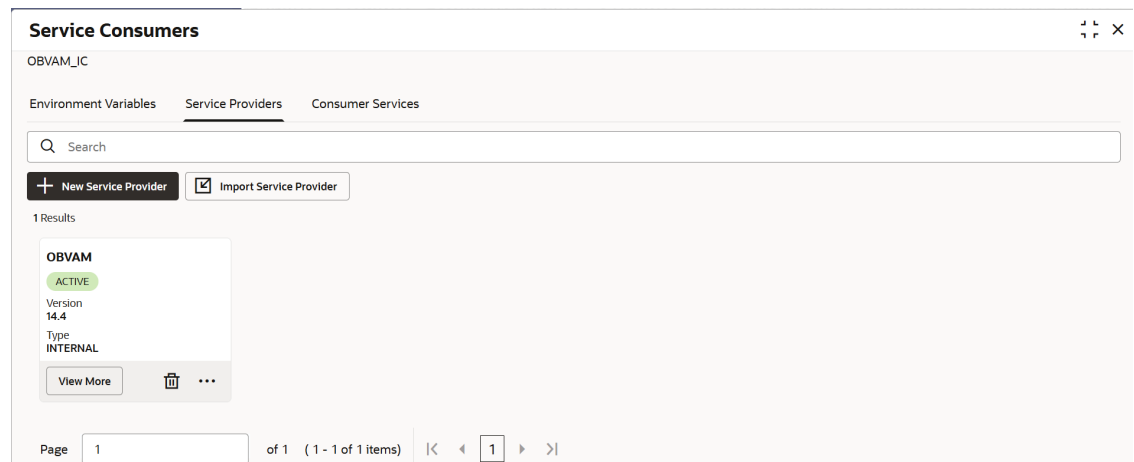 Service Consumers
OBVAM_IC
Environment Variables Service Providers Consumer Services
Search
New Service Provider Import Service Provider
1 Results
OBVAM
ACTIVE
Version
14.4
Type
INTERNAL
View More
Page 1 of 1 ( 1 - 1 of 1 items) 1